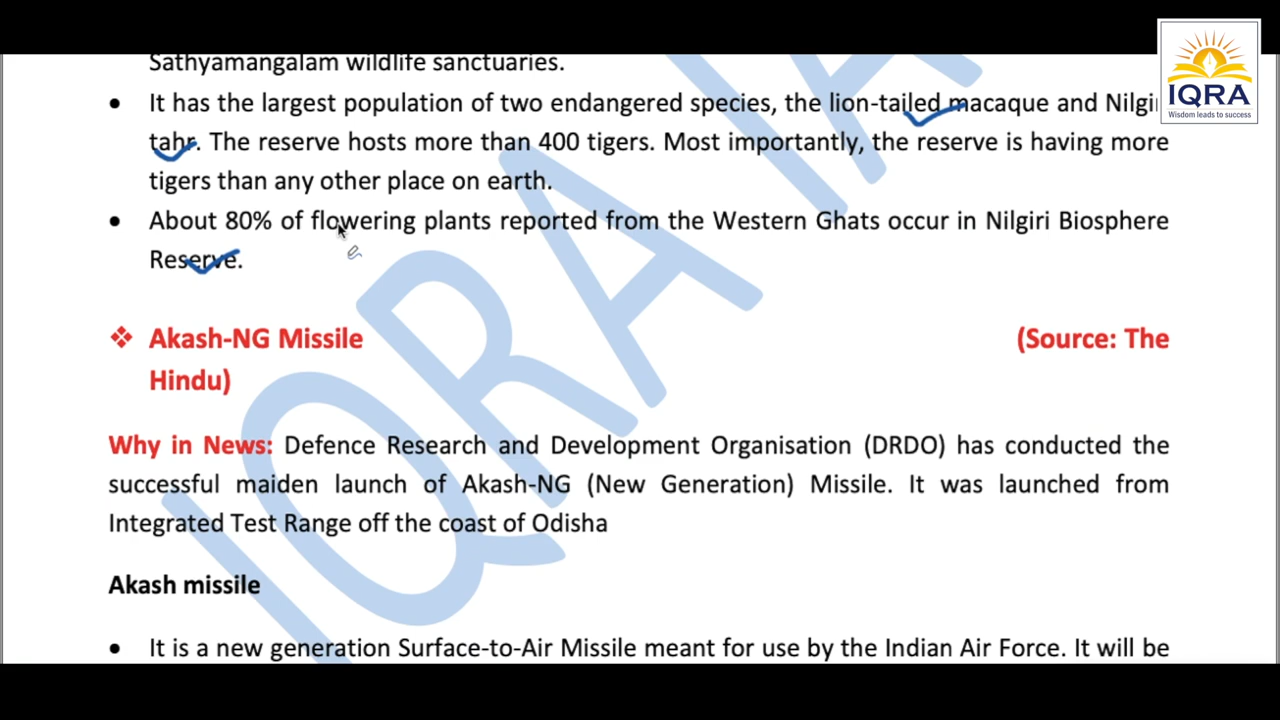 Sathyamangalam wildlife sanctuaries.
IQRA
Wisdom leads to success
• It has the largest population of two endangered species, the lion-tailed macaque and Nilgi
tahr. The reserve hosts more than 400 tigers. Most importantly, the reserve is having more
tigers than any other place on earth.
• About 80% of flowering plants reported from the Western Ghats occur in Nilgiri Biosphere
Reserve.
❖ Akash-NG Missile (Source: The
Hindu)
Why in News: Defence Research and Development Organisation (DRDO) has conducted the
successful maiden launch of Akash-NG (New Generation) Missile. It was launched from
Integrated Test Range off the coast of Odisha
Akash missile
• It is a new generation Surface-to-Air Missile meant for use by the Indian Air Force. It will be
IQRA IA